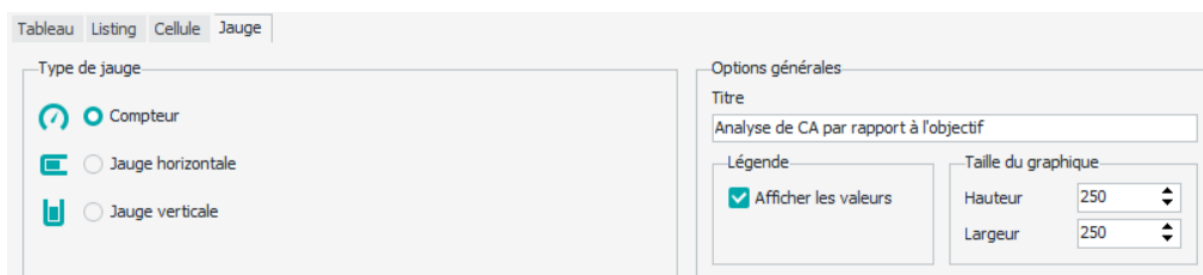 Tableau Listing Cellule Jauge
Type de jauge
Compteur
Jauge horizontale
Jauge verticale
Options générales
Titre
Analyse de CA par rapport à l'objectif
Légende
Afficher les valeurs
Taille du graphique
Hauteur 250
Largeur 250